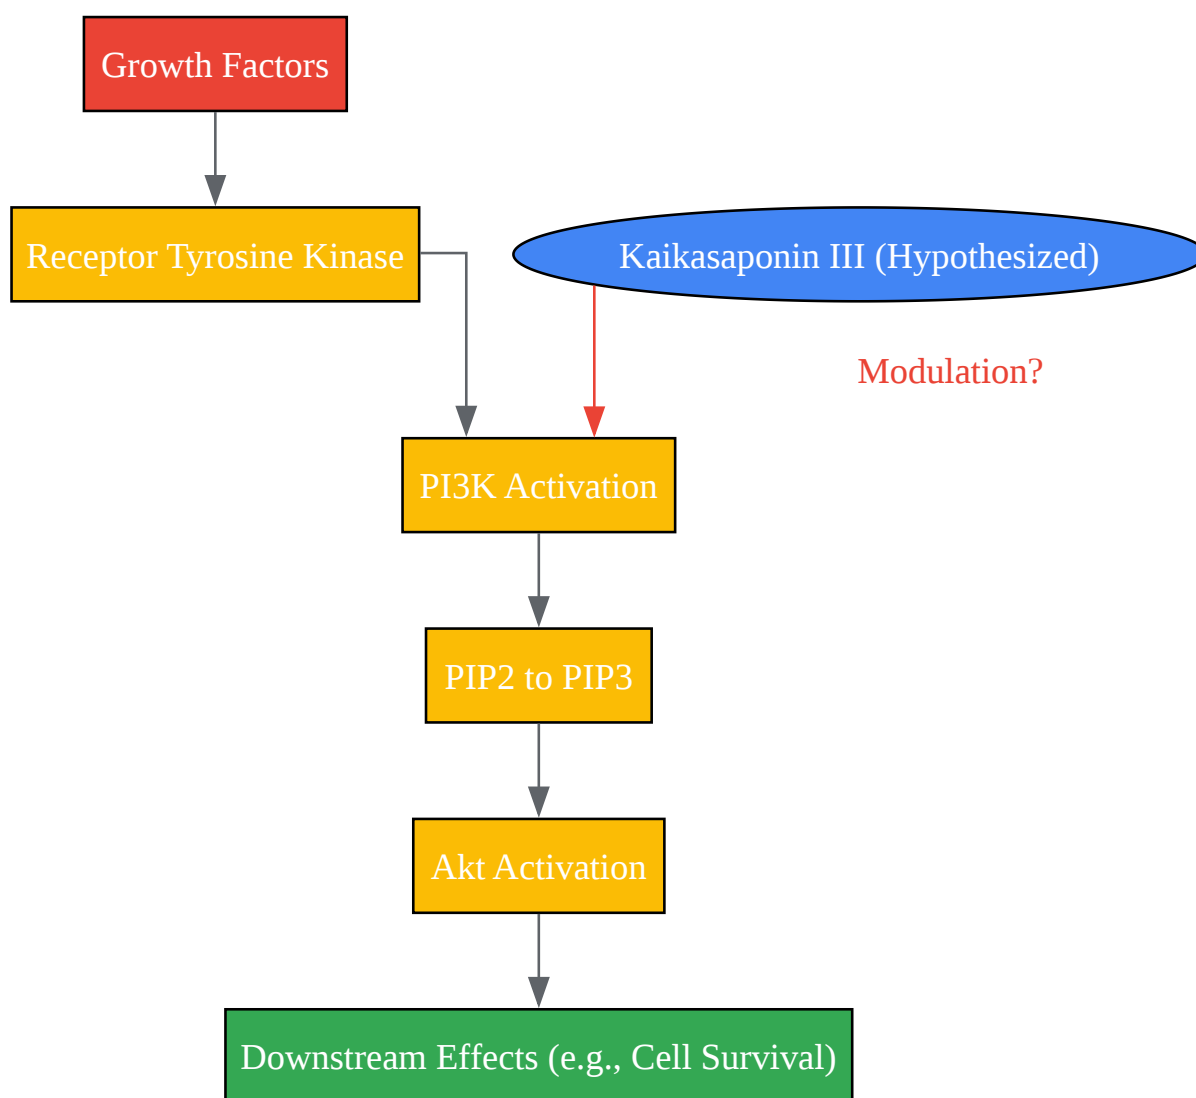 Growth Factors
Receptor Tyrosine Kinase
Kaikasaponin III (Hypothesized)
Modulation?
PI3K Activation
PIP2 to PIP3
Akt Activation
Downstream Effects (e.g., Cell Survival)